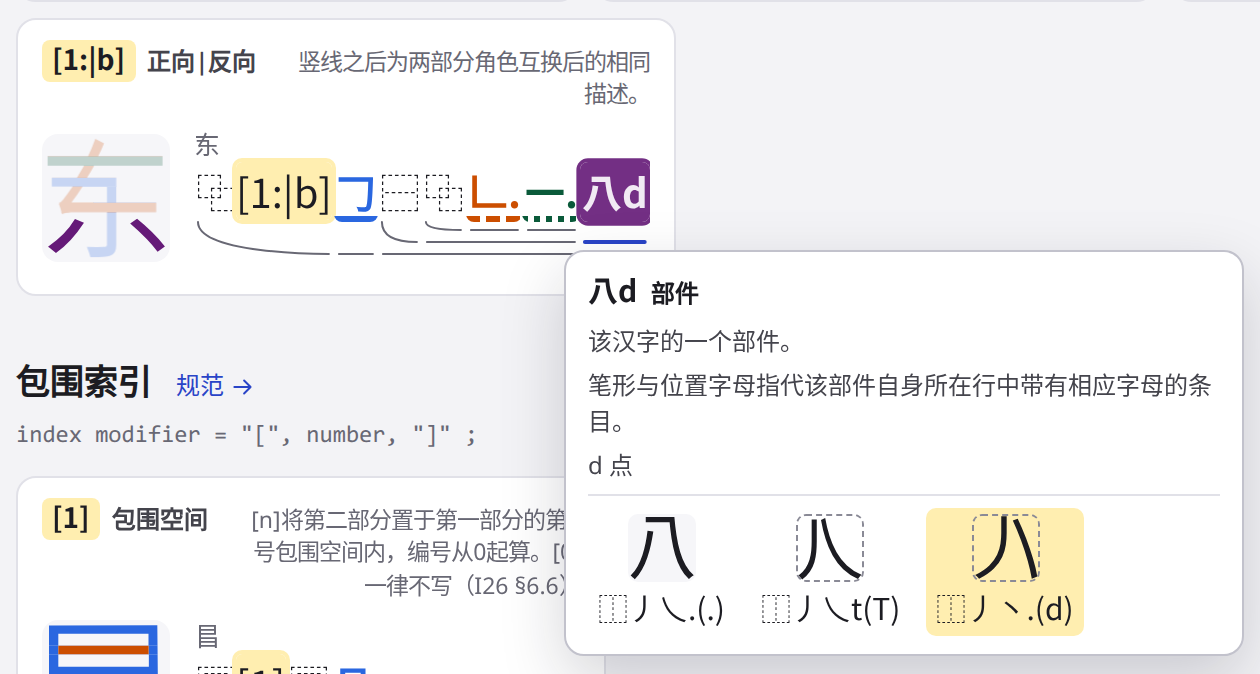 [1:|b] 正向|反向 竖线之后为两部分角色互换后的相同
描述。
东
⿻[1:|b]𠃌⿱⿻𠃊.一.八d
八d 部件
该汉字的一个部件。
笔形与位置字母指代该部件自身所在行中带有相应字母的条
目。
d 点
八 八 八
⿰丿㇏.(.) ⿰丿㇏t(T) ⿰丿丶.(d)
包围索引 规范 →
index modifier = "[", number, "]" ;
[1] 包围空间 [n]将第二部分置于第一部分的第
号包围空间内，编号从0起算。[0
一律不写（I26 §6.6）
昌